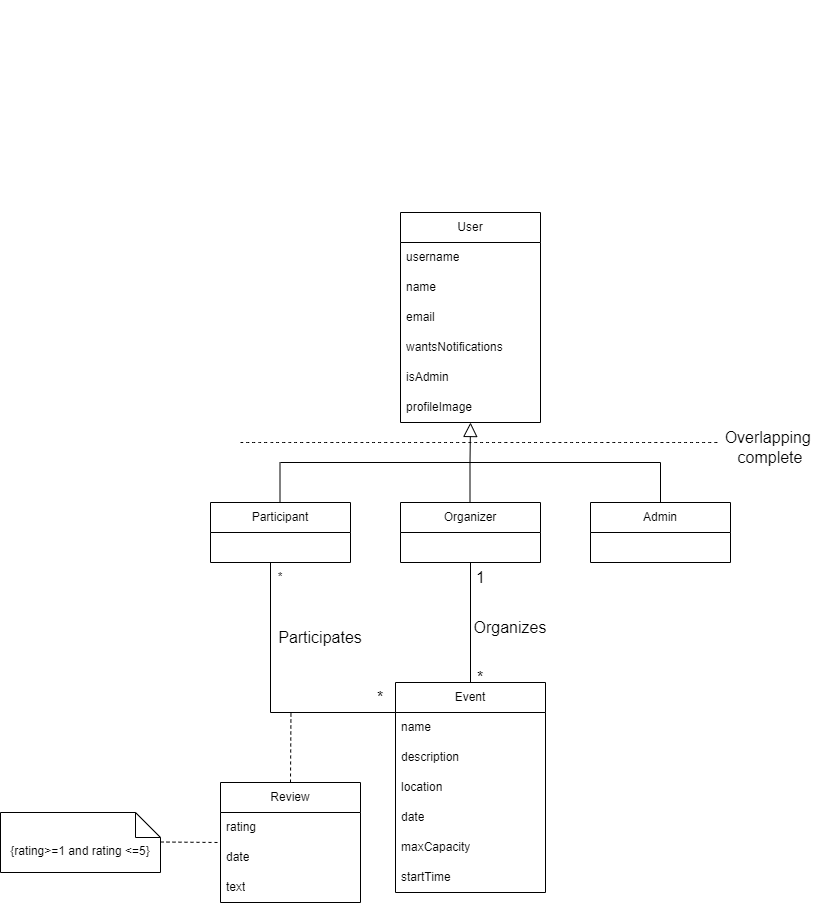 User
username
name
email
wantsNotifications
isAdmin
profileImage
Overlapping
complete
Participant
Organizer
Admin
*
1
Participates
Organizes
*
*
Event
name
description
location
date
maxCapacity
startTime
Review
rating
date
text
{rating>=1 and rating <=5}